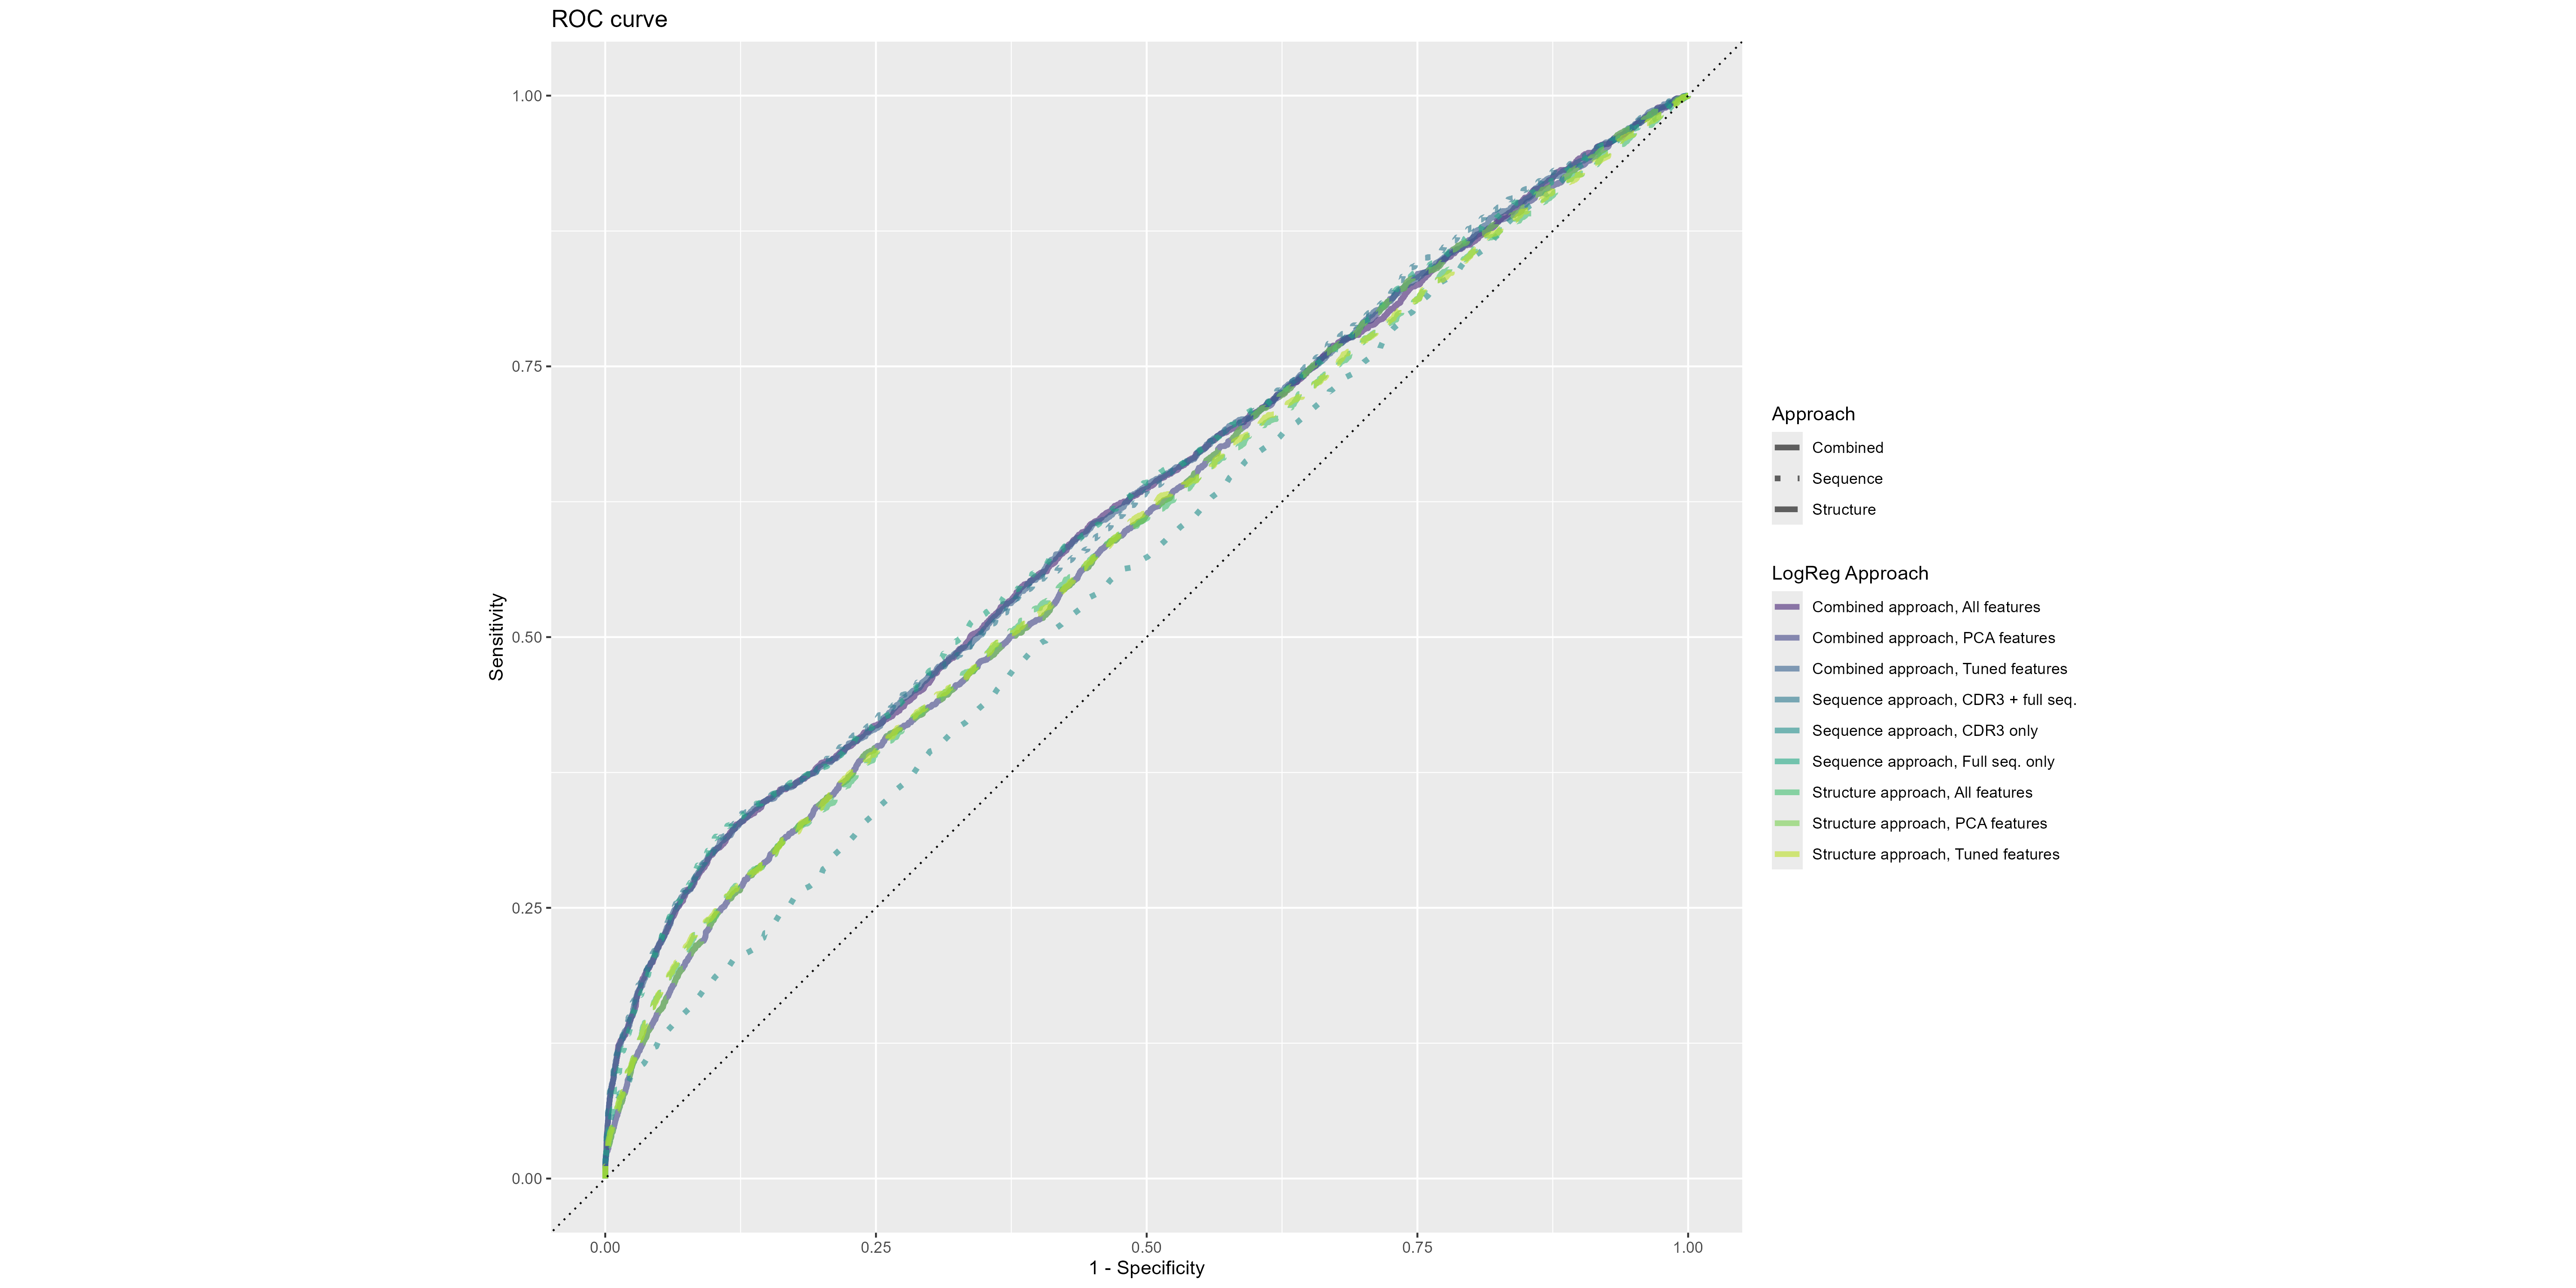 ROC curve
1.00
0.75
0.50
0.25
0.00
Sensitivity
0.00
0.25
0.50
0.75
1.00
1 - Specificity
Approach
Combined
Sequence
Structure
LogReg Approach
Combined approach, All features
Combined approach, PCA features
Combined approach, Tuned features
Sequence approach, CDR3 + full seq.
Sequence approach, CDR3 only
Sequence approach, Full seq. only
Structure approach, All features
Structure approach, PCA features
Structure approach, Tuned features